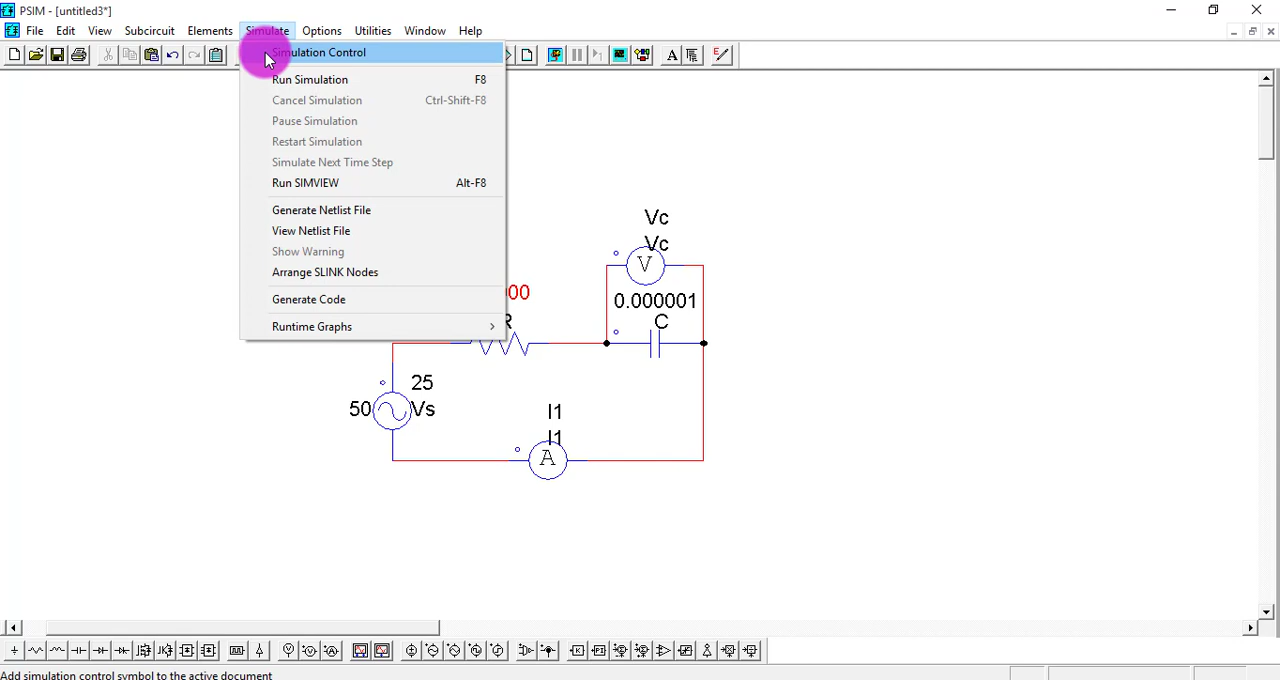 PSIM - [untitled3*]
File Edit View Subcircuit Elements Simulate Options Utilities Window Help
Simulation Control
Run Simulation F8
Cancel Simulation Ctrl-Shift-F8
Pause Simulation
Restart Simulation
Simulate Next Time Step
Run SIMVIEW Alt-F8
Generate Netlist File
View Netlist File
Show Warning
Arrange SLINK Nodes
Generate Code
Runtime Graphs
Vc
Vc
V
00
0.000001
R
C
25
50
Vs
I1
I1
A
Add simulation control symbol to the active document